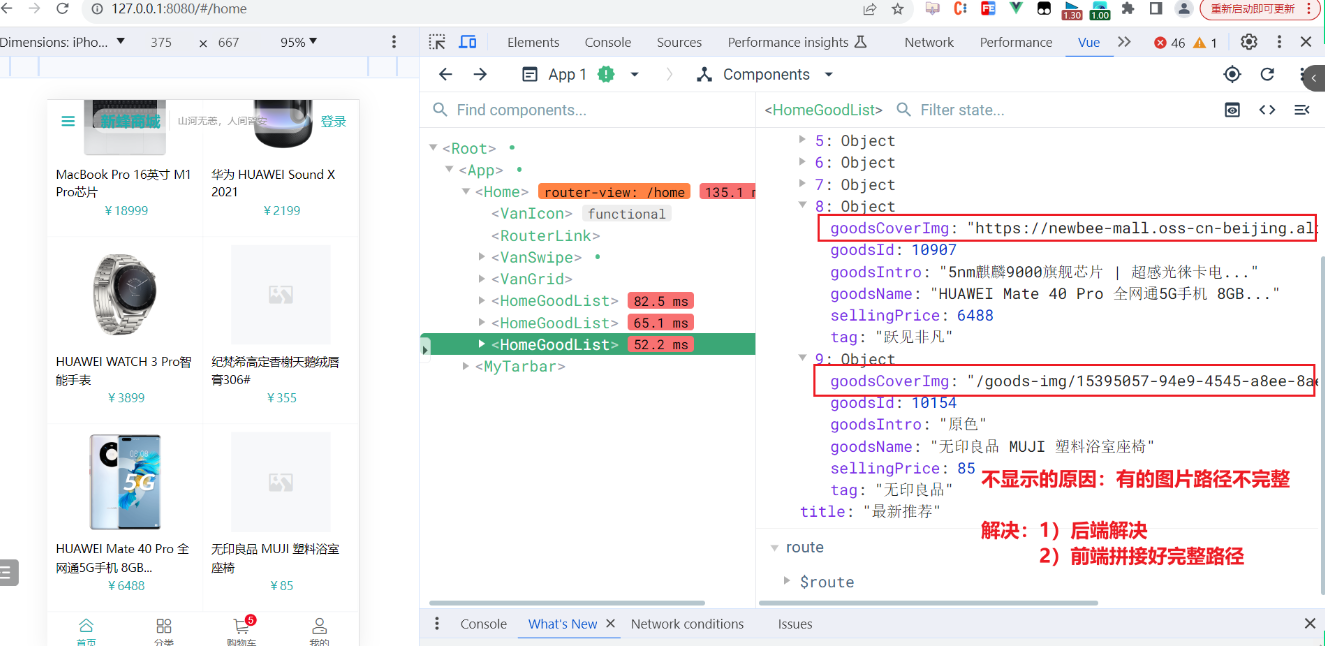 127.0.0.1:8080/#/home
重新启动即可更新
1.30
1.00
Dimensions: iPho...
375
×
667
95%
Elements
Console
Sources
Performance insights
Network
Performance
Vue
46
1
App 1
Components
Find components...
<HomeGoodList>
Filter state...
新蜂商城
山河无恙，人间皆安
登录
MacBook Pro 16英寸 M1
Pro芯片
¥18999
华为 HUAWEI Sound X
2021
¥2199
HUAWEI WATCH 3 Pro智
能手表
¥3899
纪梵希高定香榭天鹅绒唇
膏306#
¥355
5G
HUAWEI Mate 40 Pro 全
网通5G手机 8GB...
¥6488
无印良品 MUJI 塑料浴室
座椅
¥85
首页
分类
5
购物车
我的
<Root>
<App>
<Home> router-view: /home 135.1 m
<VanIcon> functional
<RouterLink>
<VanSwipe>
<VanGrid>
<HomeGoodList> 82.5 ms
<HomeGoodList> 65.1 ms
<HomeGoodList> 52.2 ms
<MyTarbar>
5: Object
6: Object
7: Object
8: Object
goodsCoverImg: "https://newbee-mall.oss-cn-beijing.al
goodsId: 10907
goodsIntro: "5nm麒麟9000旗舰芯片 | 超感光徕卡电..."
goodsName: "HUAWEI Mate 40 Pro 全网通5G手机 8GB..."
sellingPrice: 6488
tag: "跃见非凡"
9: Object
goodsCoverImg: "/goods-img/15395057-94e9-4545-a8ee-8a
goodsId: 10154
goodsIntro: "原色"
goodsName: "无印良品 MUJI 塑料浴室座椅"
sellingPrice: 85
tag: "无印良品"
title: "最新推荐"
不显示的原因：有的图片路径不完整
解决：1）后端解决
2）前端拼接好完整路径
route
$route
Console
What's New
Network conditions
Issues